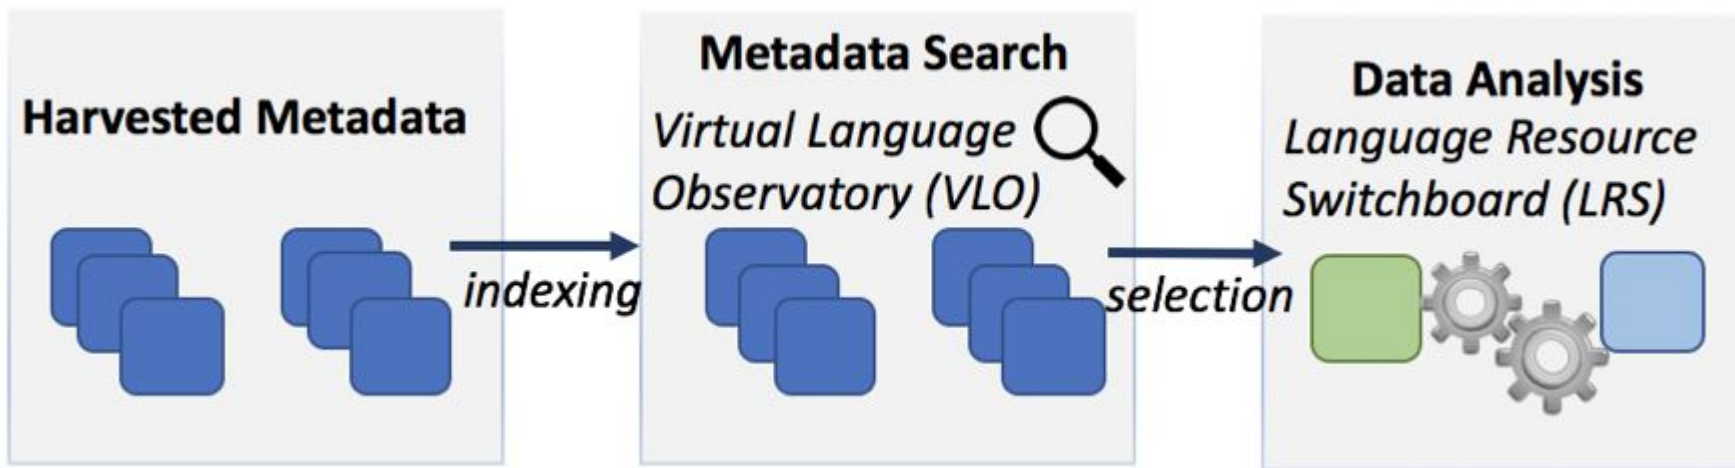 Harvested Metadata
indexing
Metadata Search
Virtual Language
Observatory (VLO)
selection
Data Analysis
Language Resource
Switchboard (LRS)